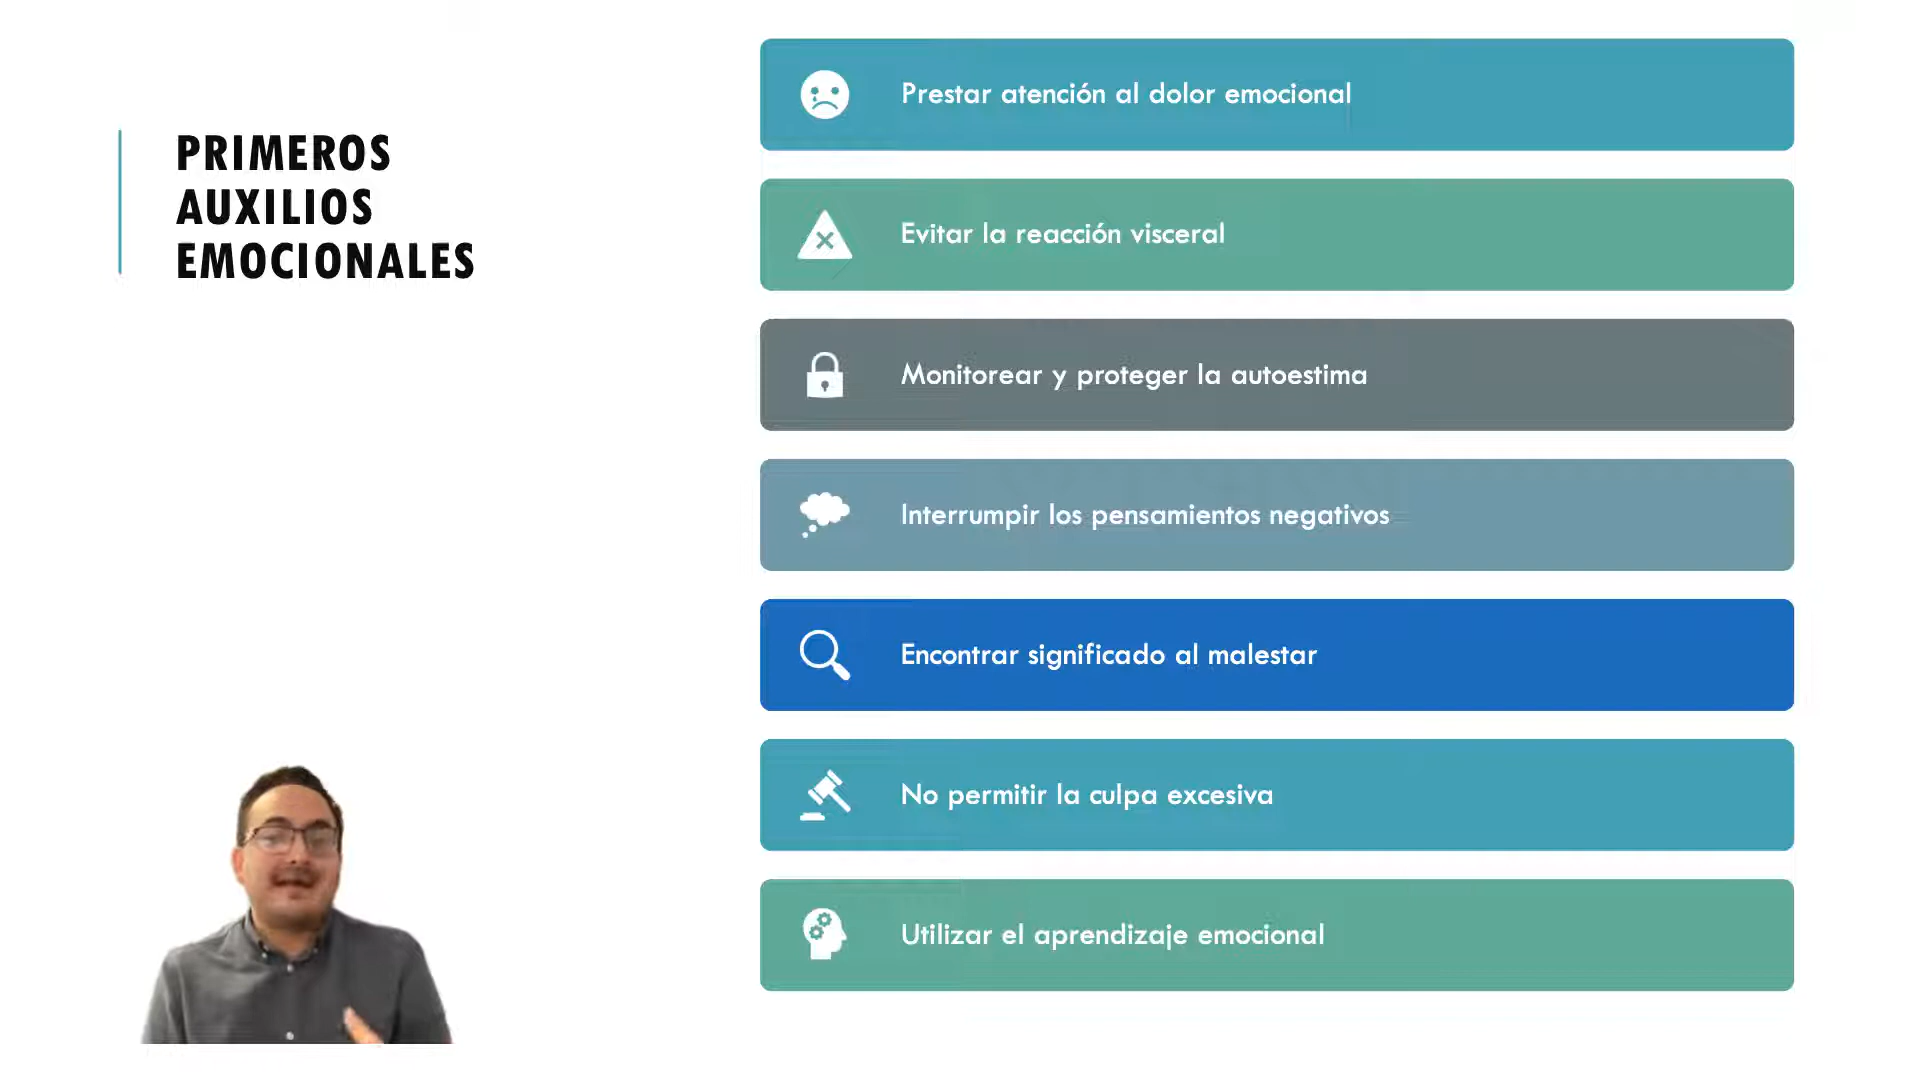 PRIMEROS
AUXILIOS
EMOCIONALES
Prestar atención al dolor emocional
Evitar la reacción visceral
Monitorear y proteger la autoestima
Interrumpir los pensamientos negativos
Encontrar significado al malestar
No permitir la culpa excesiva
Utilizar el aprendizaje emocional